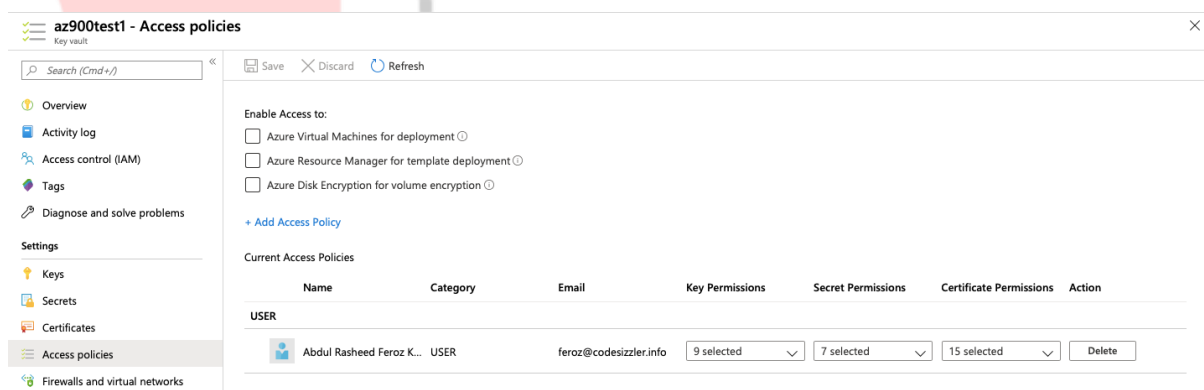 az900test1 - Access policies
Key vault
Search (Cmd+/)
«
Save Discard Refresh
Overview
Activity log
Access control (IAM)
Tags
Diagnose and solve problems
Settings
Keys
Secrets
Certificates
Access policies
Firewalls and virtual networks
Enable Access to:
Azure Virtual Machines for deployment
Azure Resource Manager for template deployment
Azure Disk Encryption for volume encryption
+ Add Access Policy
Current Access Policies
Name Category Email Key Permissions Secret Permissions Certificate Permissions Action
USER
Abdul Rasheed Feroz K... USER feroz@codesizzler.info 9 selected 7 selected 15 selected Delete